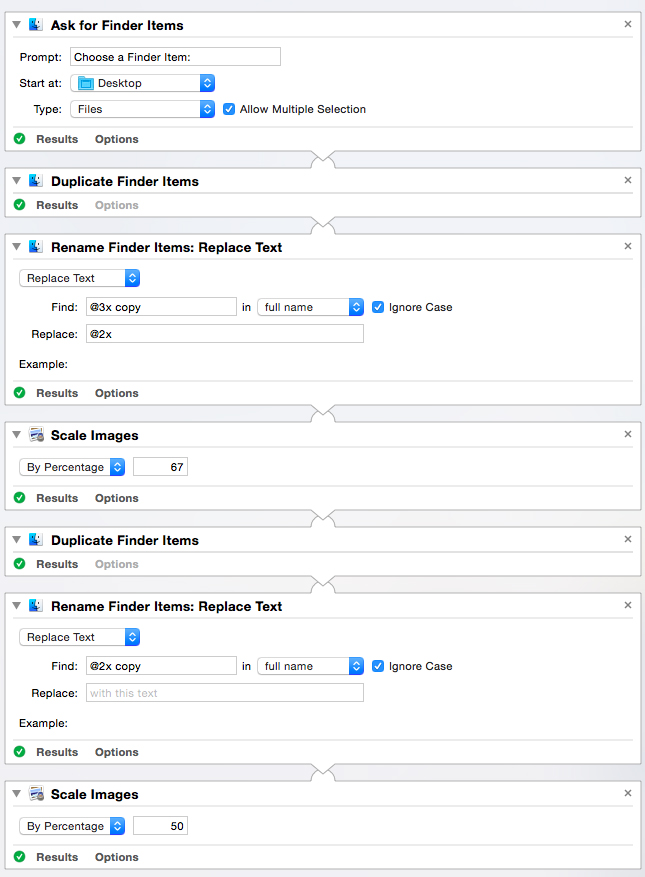 Ask for Finder Items
Prompt: Choose a Finder Item:
Start at: Desktop
Type: Files Allow Multiple Selection
Results Options
Duplicate Finder Items
Results Options
Rename Finder Items: Replace Text
Replace Text
Find: @3x copy in full name Ignore Case
Replace: @2x
Example:
Results Options
Scale Images
By Percentage 67
Results Options
Duplicate Finder Items
Results Options
Rename Finder Items: Replace Text
Replace Text
Find: @2x copy in full name Ignore Case
Replace: with this text
Example:
Results Options
Scale Images
By Percentage 50
Results Options